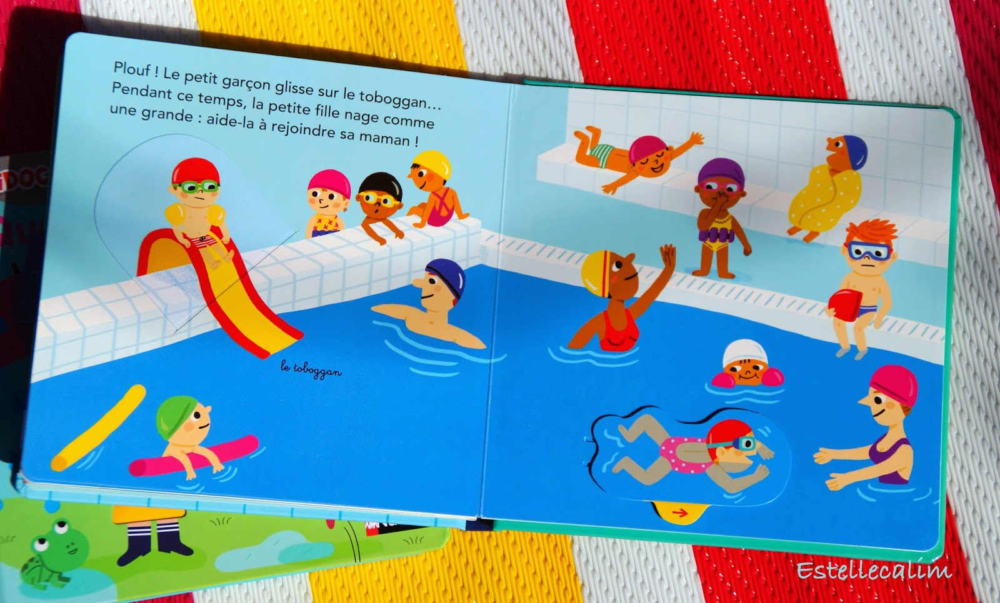 Plouf ! Le petit garçon glisse sur le toboggan...
Pendant ce temps, la petite fille nage comme
une grande : aide-la à rejoindre sa maman !
le toboggan
iDOC
Estellecalim